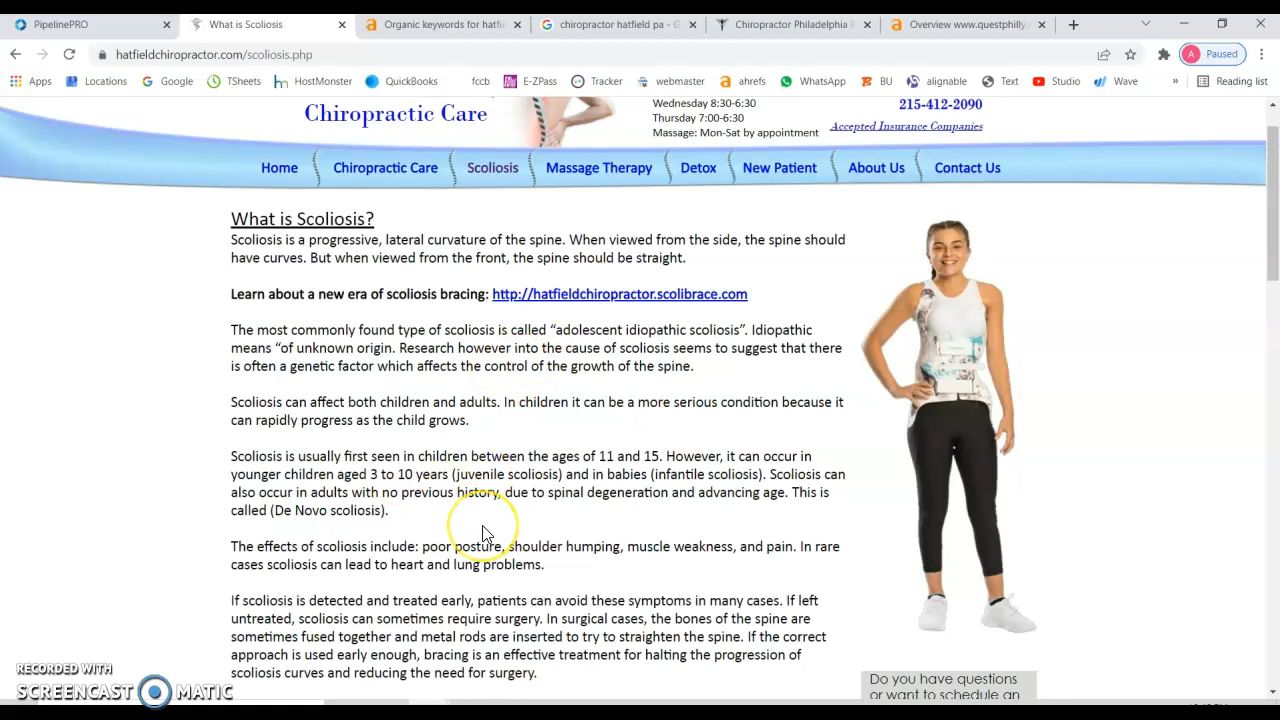 PipelinePRO
What is Scoliosis
Organic keywords for hatfi
chiropractor hatfield pa - G
Chiropractor Philadelphia P
Overview www.questphilly
hatfieldchiropractor.com/scoliosis.php
A Paused
Apps
Locations
Google
TSheets
HostMonster
QuickBooks
fccb
E-ZPass
Tracker
webmaster
ahrefs
WhatsApp
BU
alignable
Text
Studio
Wave
»
Reading list
Chiropractic Care
Wednesday 8:30-6:30
Thursday 7:00-6:30
Massage: Mon-Sat by appointment
215-412-2090
Accepted Insurance Companies
Home
Chiropractic Care
Scoliosis
Massage Therapy
Detox
New Patient
About Us
Contact Us
What is Scoliosis?
Scoliosis is a progressive, lateral curvature of the spine. When viewed from the side, the spine should
have curves. But when viewed from the front, the spine should be straight.
Learn about a new era of scoliosis bracing: http://hatfieldchiropractor.scolibrace.com
The most commonly found type of scoliosis is called “adolescent idiopathic scoliosis”. Idiopathic
means “of unknown origin. Research however into the cause of scoliosis seems to suggest that there
is often a genetic factor which affects the control of the growth of the spine.
Scoliosis can affect both children and adults. In children it can be a more serious condition because it
can rapidly progress as the child grows.
Scoliosis is usually first seen in children between the ages of 11 and 15. However, it can occur in
younger children aged 3 to 10 years (juvenile scoliosis) and in babies (infantile scoliosis). Scoliosis can
also occur in adults with no previous history, due to spinal degeneration and advancing age. This is
called (De Novo scoliosis).
The effects of scoliosis include: poor posture, shoulder humping, muscle weakness, and pain. In rare
cases scoliosis can lead to heart and lung problems.
If scoliosis is detected and treated early, patients can avoid these symptoms in many cases. If left
untreated, scoliosis can sometimes require surgery. In surgical cases, the bones of the spine are
sometimes fused together and metal rods are inserted to try to straighten the spine. If the correct
approach is used early enough, bracing is an effective treatment for halting the progression of
scoliosis curves and reducing the need for surgery.
Do you have questions
or want to schedule an
RECORDED WITH
SCREENCAST MATIC